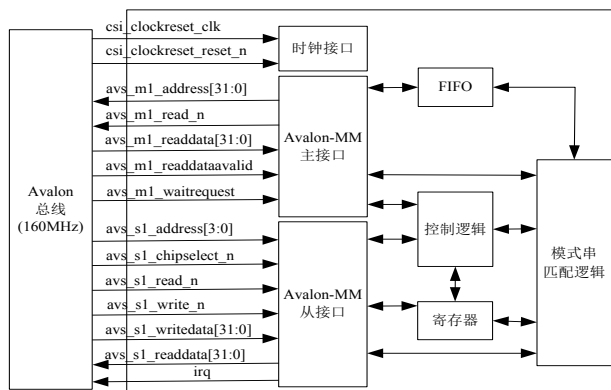 csi_clockreset_clk
csi_clockreset_reset_n
时钟接口
avs_m1_address[31:0]
avs_m1_read_n
avs_m1_readdata[31:0]
avs_m1_readdataavalid
avs_m1_waitrequest
Avalon-MM
主接口
FIFO
Avalon
总线
(160MHz)
avs_s1_address[3:0]
avs_s1_chipselect_n
avs_s1_read_n
avs_s1_write_n
avs_s1_writedata[31:0]
avs_s1_readdata[31:0]
irq
Avalon-MM
从接口
控制逻辑
寄存器
模式串
匹配逻辑